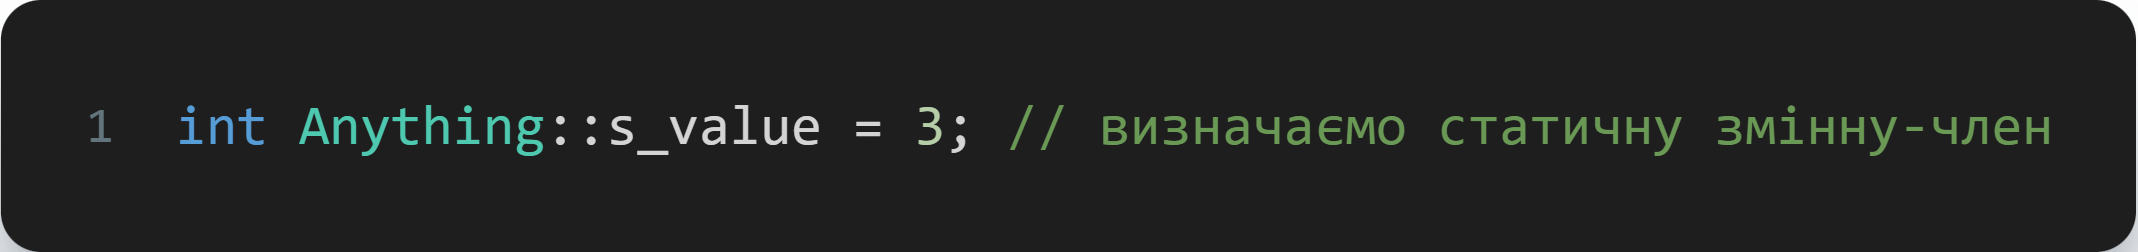 1 int Anything::s_value = 3; // визначаємо статичну змінну-член